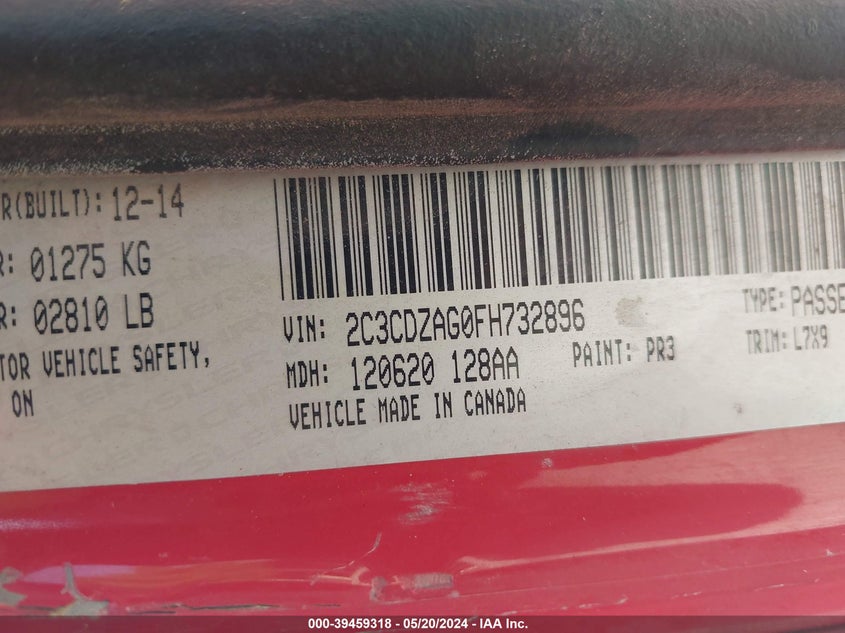 R(BUILT): 12-14
R: 01275 KG
R: 02810 LB
TOR VEHICLE SAFETY,
ON
VIN: 2C3CDZAG0FH732896
TYPE: PASSE
MDH: 120620 128AA
PAINT: PR3
TRIM: L7X9
VEHICLE MADE IN CANADA
000-39459318 - 05/20/2024 - IAA Inc.